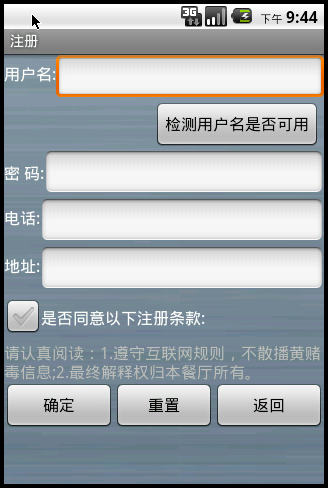 3G 下午 9:44
注册
用户名:
检测用户名是否可用
密 码:
电话:
地址:
是否同意以下注册条款:
请认真阅读：1.遵守互联网规则，不散播黄赌
毒信息;2.最终解释权归本餐厅所有。
确定 重置 返回